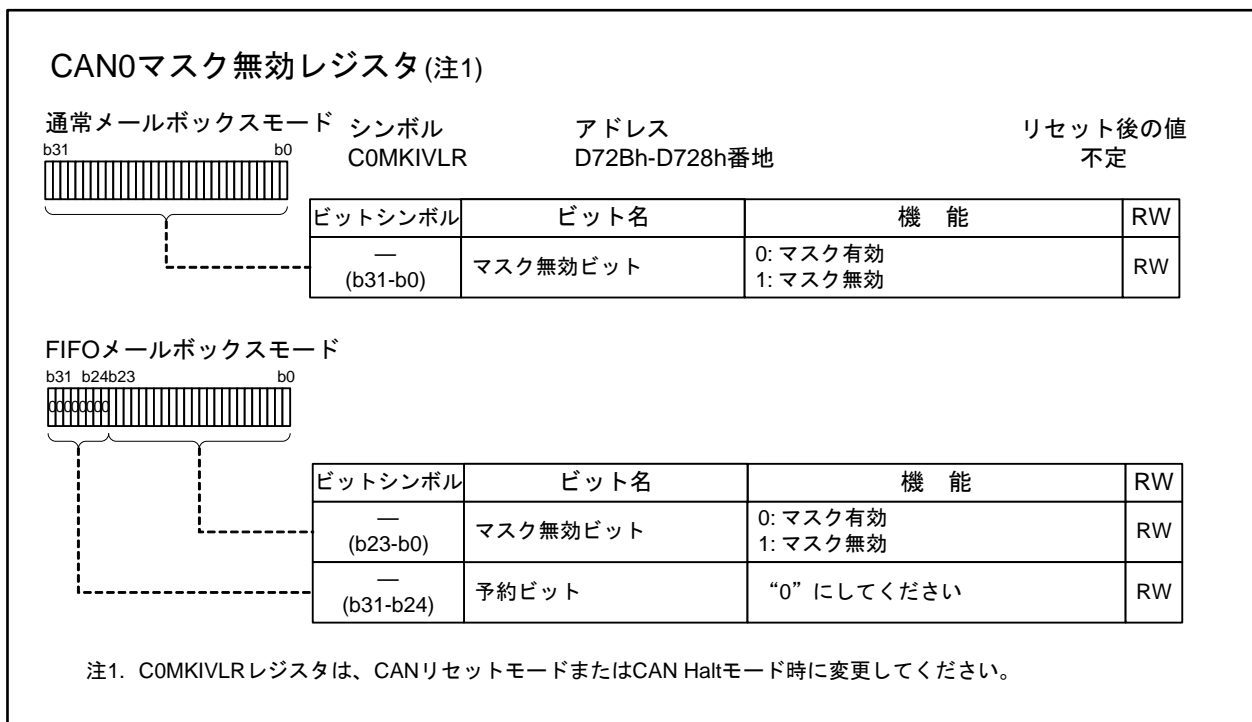 CAN0マスク無効レジスタ(注1)
通常メールボックスモード
シンボル アドレス リセット後の値
b31 b0
C0MKIVLR D72Bh-D728h番地 不定
ビットシンボル ビット名 機 能 RW
— (b31-b0) マスク無効ビット 0: マスク有効 1: マスク無効 RW
FIFOメールボックスモード
b31 b24b23 b0
00000000
ビットシンボル ビット名 機 能 RW
— (b23-b0) マスク無効ビット 0: マスク有効 1: マスク無効 RW
— (b31-b24) 予約ビット “0”にしてください RW
注1. C0MKIVLRレジスタは、CANリセットモードまたはCAN Haltモード時に変更してください。